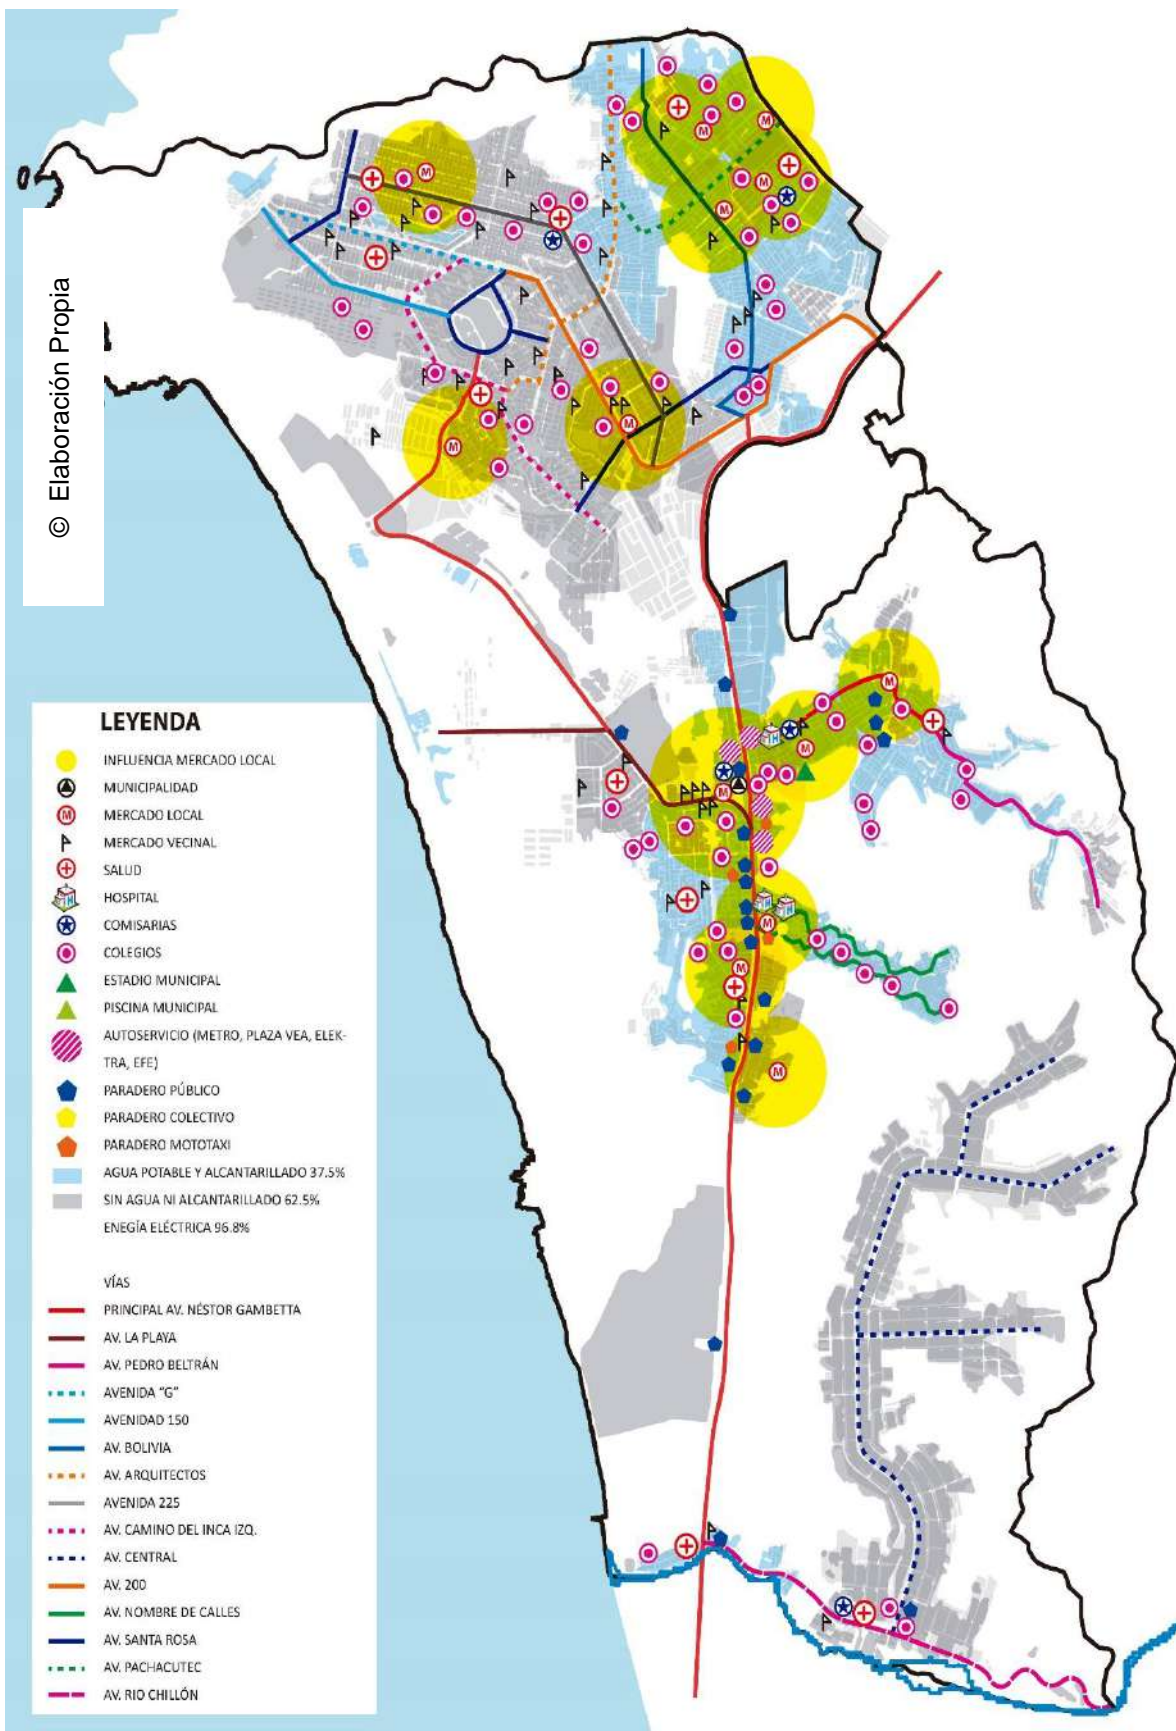 © Elaboración Propia
LEYENDA
INFLUENCIA MERCADO LOCAL
MUNICIPALIDAD
MERCADO LOCAL
MERCADO VECINAL
SALUD
HOSPITAL
COMISARIAS
COLEGIOS
ESTADIO MUNICIPAL
PISCINA MUNICIPAL
AUTOSERVICIO (METRO, PLAZA VEA, ELEK-
TRA, EFE)
PARADERO PÚBLICO
PARADERO COLECTIVO
PARADERO MOTOTAXI
AGUA POTABLE Y ALCANTARILLADO 37.5%
SIN AGUA NI ALCANTARILLADO 62.5%
ENEGÍA ELÉCTRICA 96.8%
VÍAS
PRINCIPAL AV. NÉSTOR GAMBETTA
AV. LA PLAYA
AV. PEDRO BELTRÁN
AVENIDA "G"
AVENIDAD 150
AV. BOLIVIA
AV. ARQUITECTOS
AVENIDA 225
AV. CAMINO DEL INCA IZQ.
AV. CENTRAL
AV. 200
AV. NOMBRE DE CALLES
AV. SANTA ROSA
AV. PACHACUTEC
AV. RIO CHILLÓN